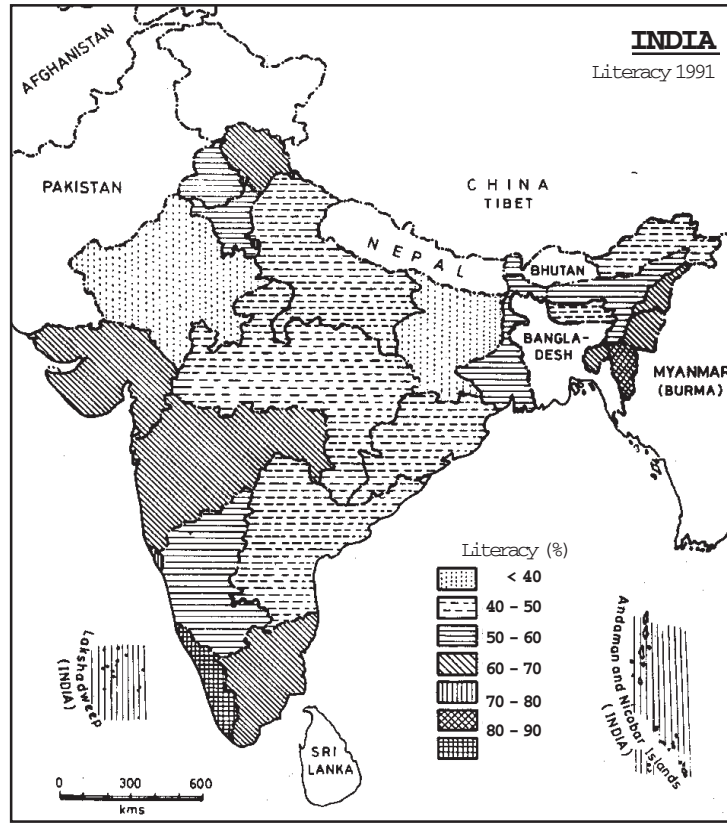 INDIA
Literacy 1991
AFGHANISTAN
PAKISTAN
CHINA
TIBET
NEPAL
BHUTAN
BANGLA-
DESH
MYANMAR
(BURMA)
Literacy (%)
< 40
40 – 50
50 – 60
60 – 70
70 – 80
80 – 90
Lakshadweep
(INDIA)
Andaman and Nicobar Islands
(INDIA)
SRI
LANKA
0 300 600
kms